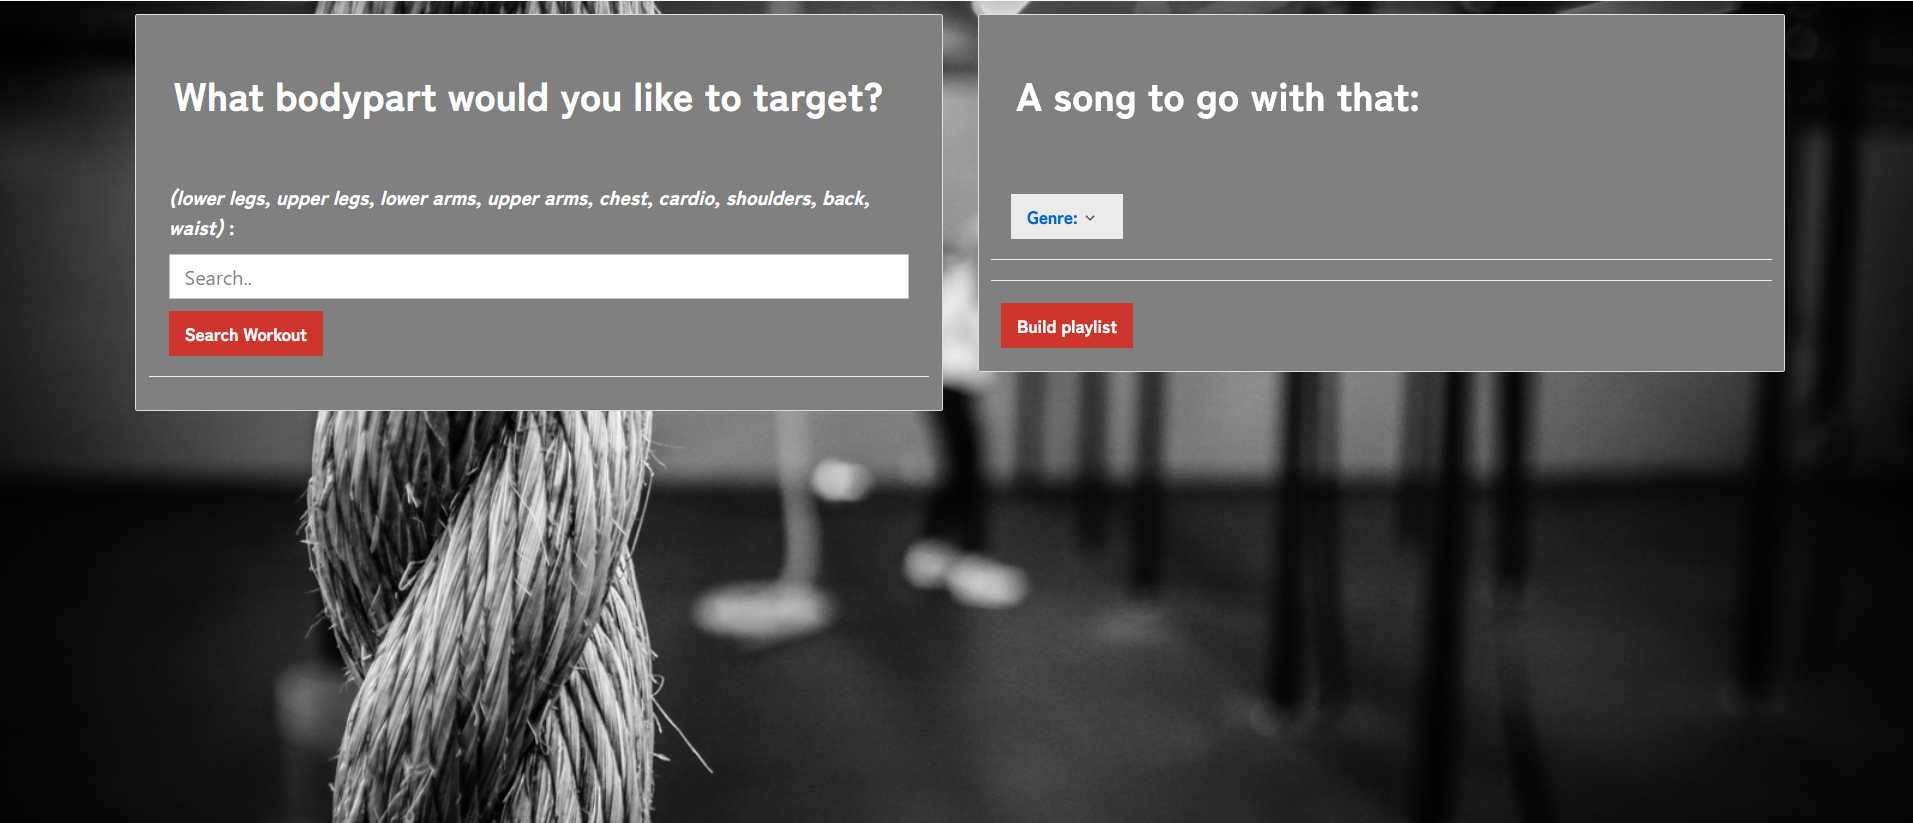 What bodypart would you like to target?
(lower legs, upper legs, lower arms, upper arms, chest, cardio, shoulders, back,
waist) :
Search..
Search Workout
A song to go with that:
Genre:
Build playlist